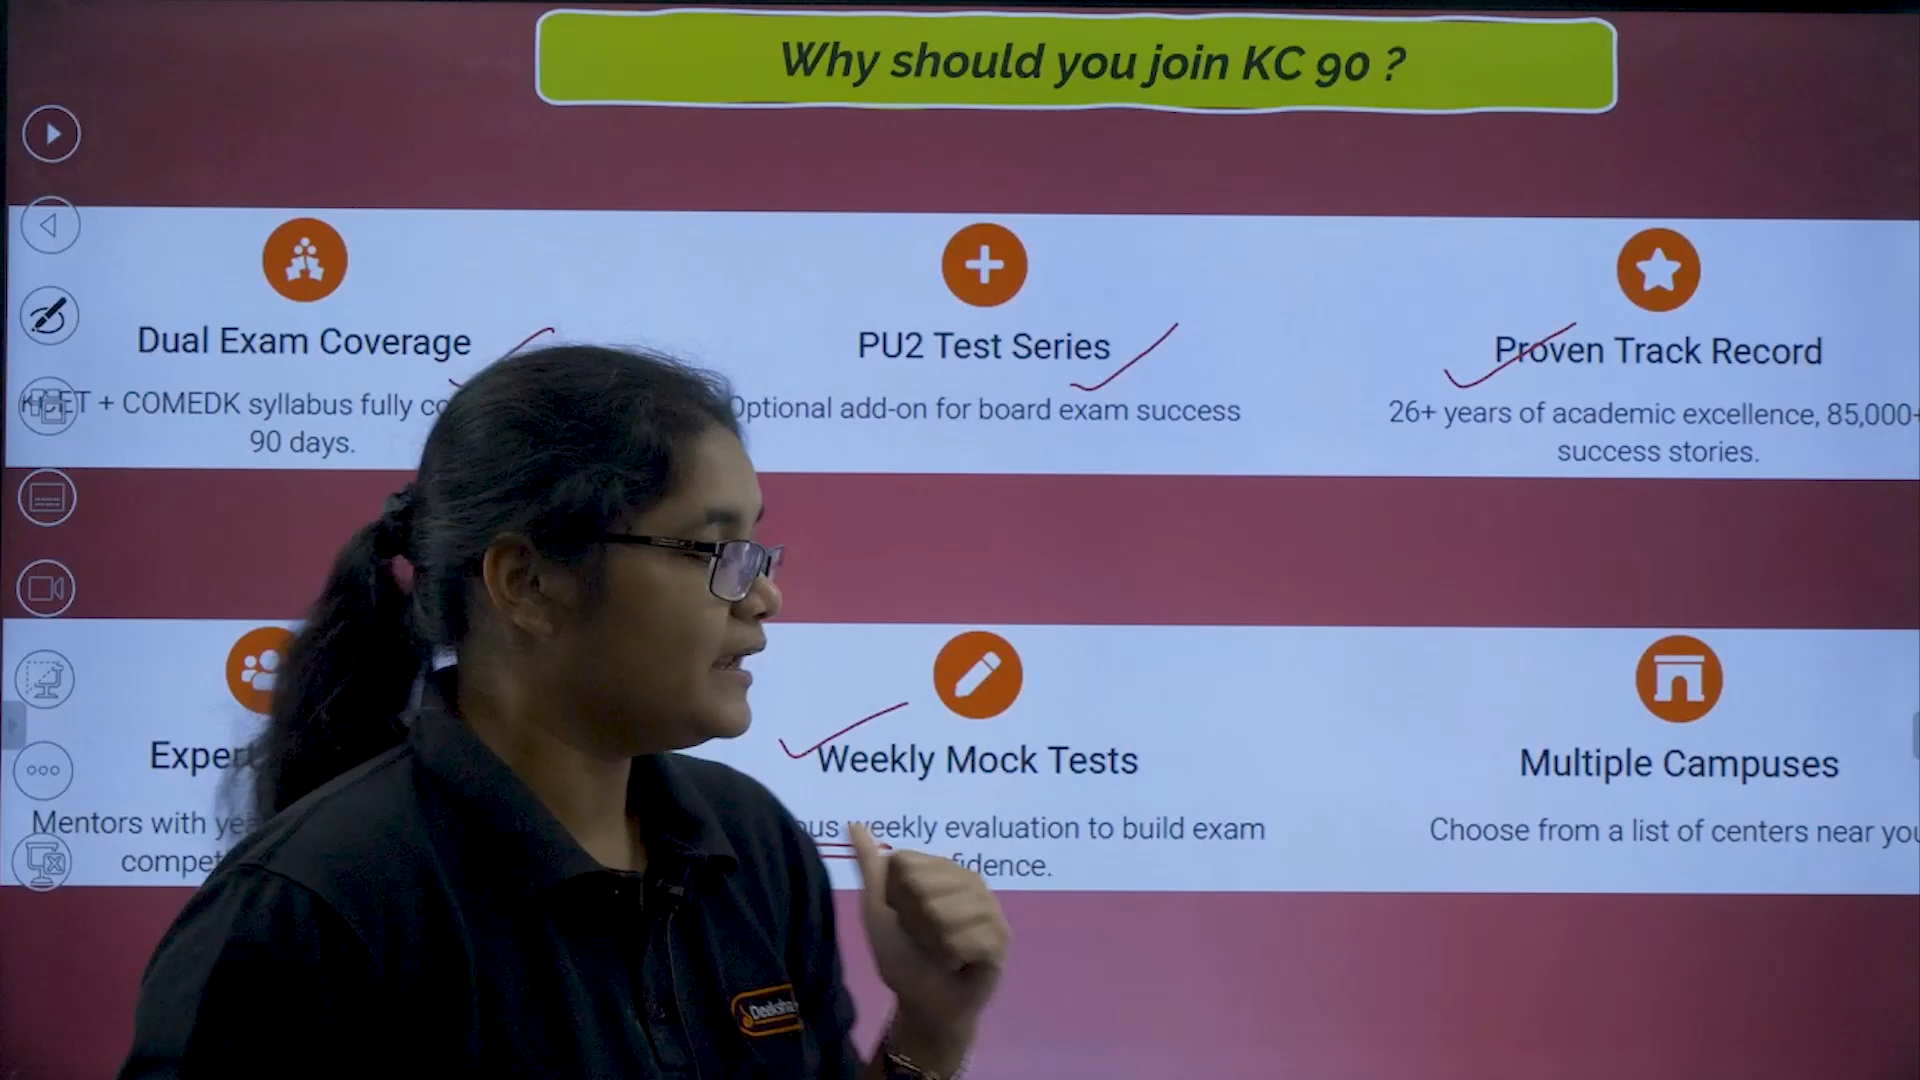 Why should you join KC 90 ?
Dual Exam Coverage
PU2 Test Series
Proven Track Record
+ COMEDK syllabus fully
90 days.
Optional add-on for board exam success
26+ years of academic excellence, 85,000+
success stories.
Weekly Mock Tests
Multiple Campuses
Mentors with
weekly evaluation to build exam
Choose from a list of centers near you
Deeksha